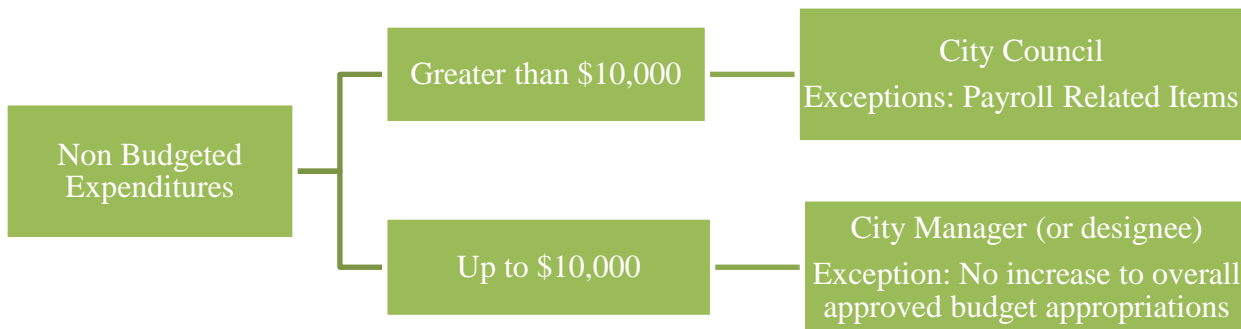 Non Budgeted
Expenditures
Greater than $10,000
City Council
Exceptions: Payroll Related Items
Up to $10,000
City Manager (or designee)
Exception: No increase to overall
approved budget appropriations